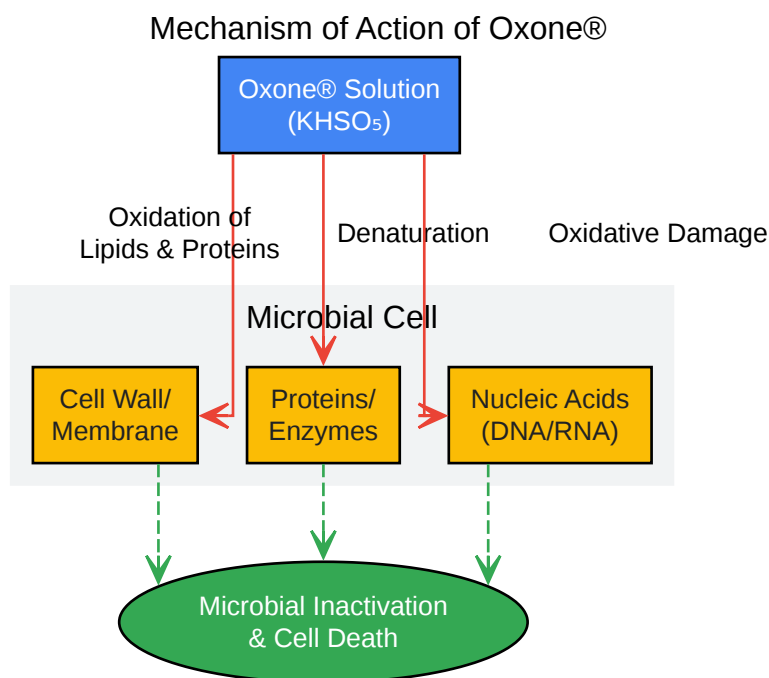 Mechanism of Action of Oxone®
Oxone® Solution
(KHSO₅)
Oxidation of
Lipids & Proteins
Denaturation
Oxidative Damage
Microbial Cell
Cell Wall/
Membrane
Proteins/
Enzymes
Nucleic Acids
(DNA/RNA)
Microbial Inactivation
& Cell Death